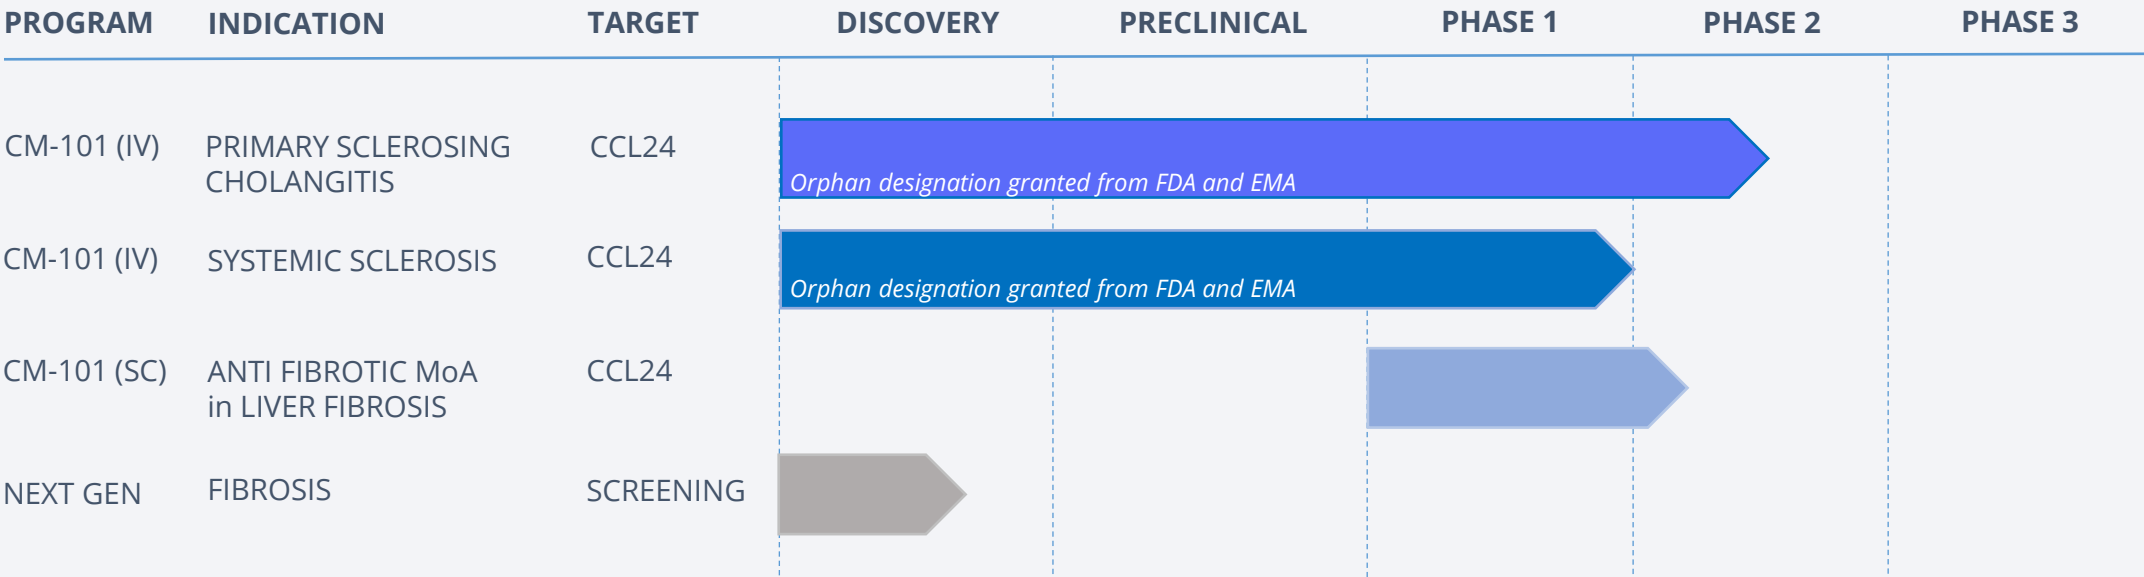 PROGRAM INDICATION TARGET DISCOVERY PRECLINICAL PHASE 1 PHASE 2 PHASE 3
CM-101 (IV) PRIMARY SCLEROSING CCL24
CHOLANGITIS
Orphan designation granted from FDA and EMA
CM-101 (IV) SYSTEMIC SCLEROSIS CCL24
Orphan designation granted from FDA and EMA
CM-101 (SC) ANTI FIBROTIC MoA CCL24
in LIVER FIBROSIS
NEXT GEN FIBROSIS SCREENING